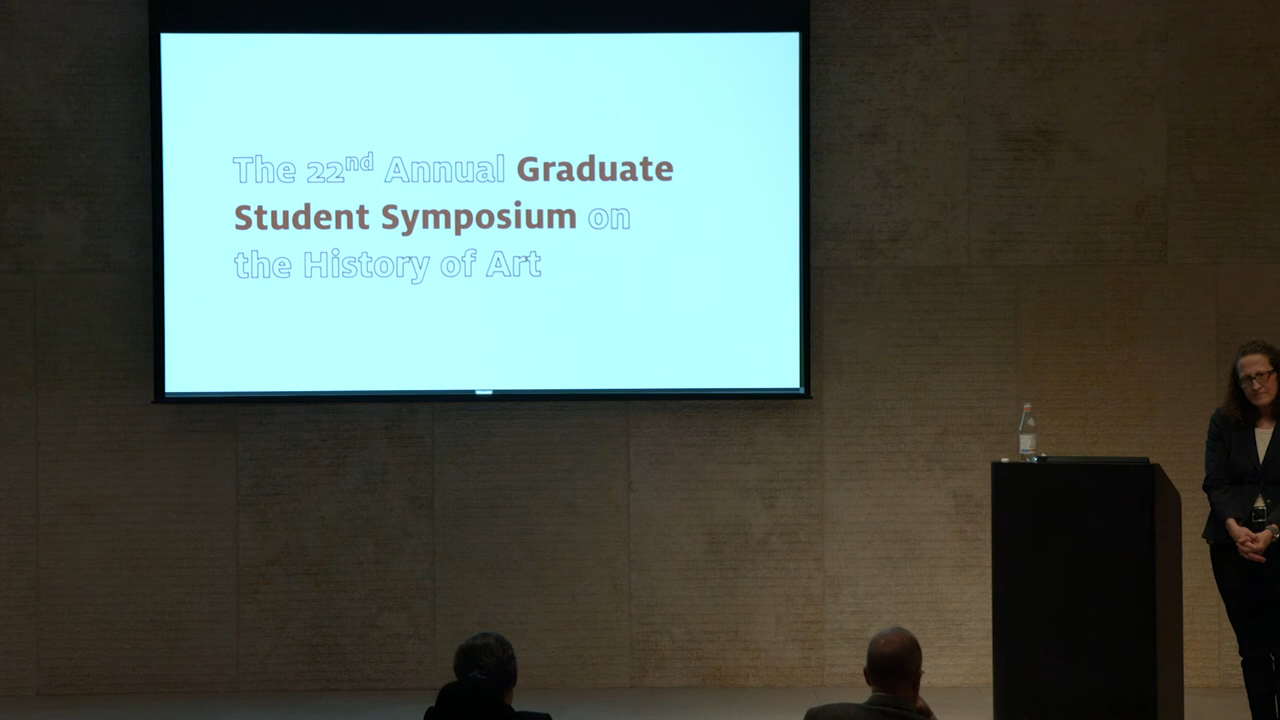 The 22nd Annual Graduate
Student Symposium on
the History of Art